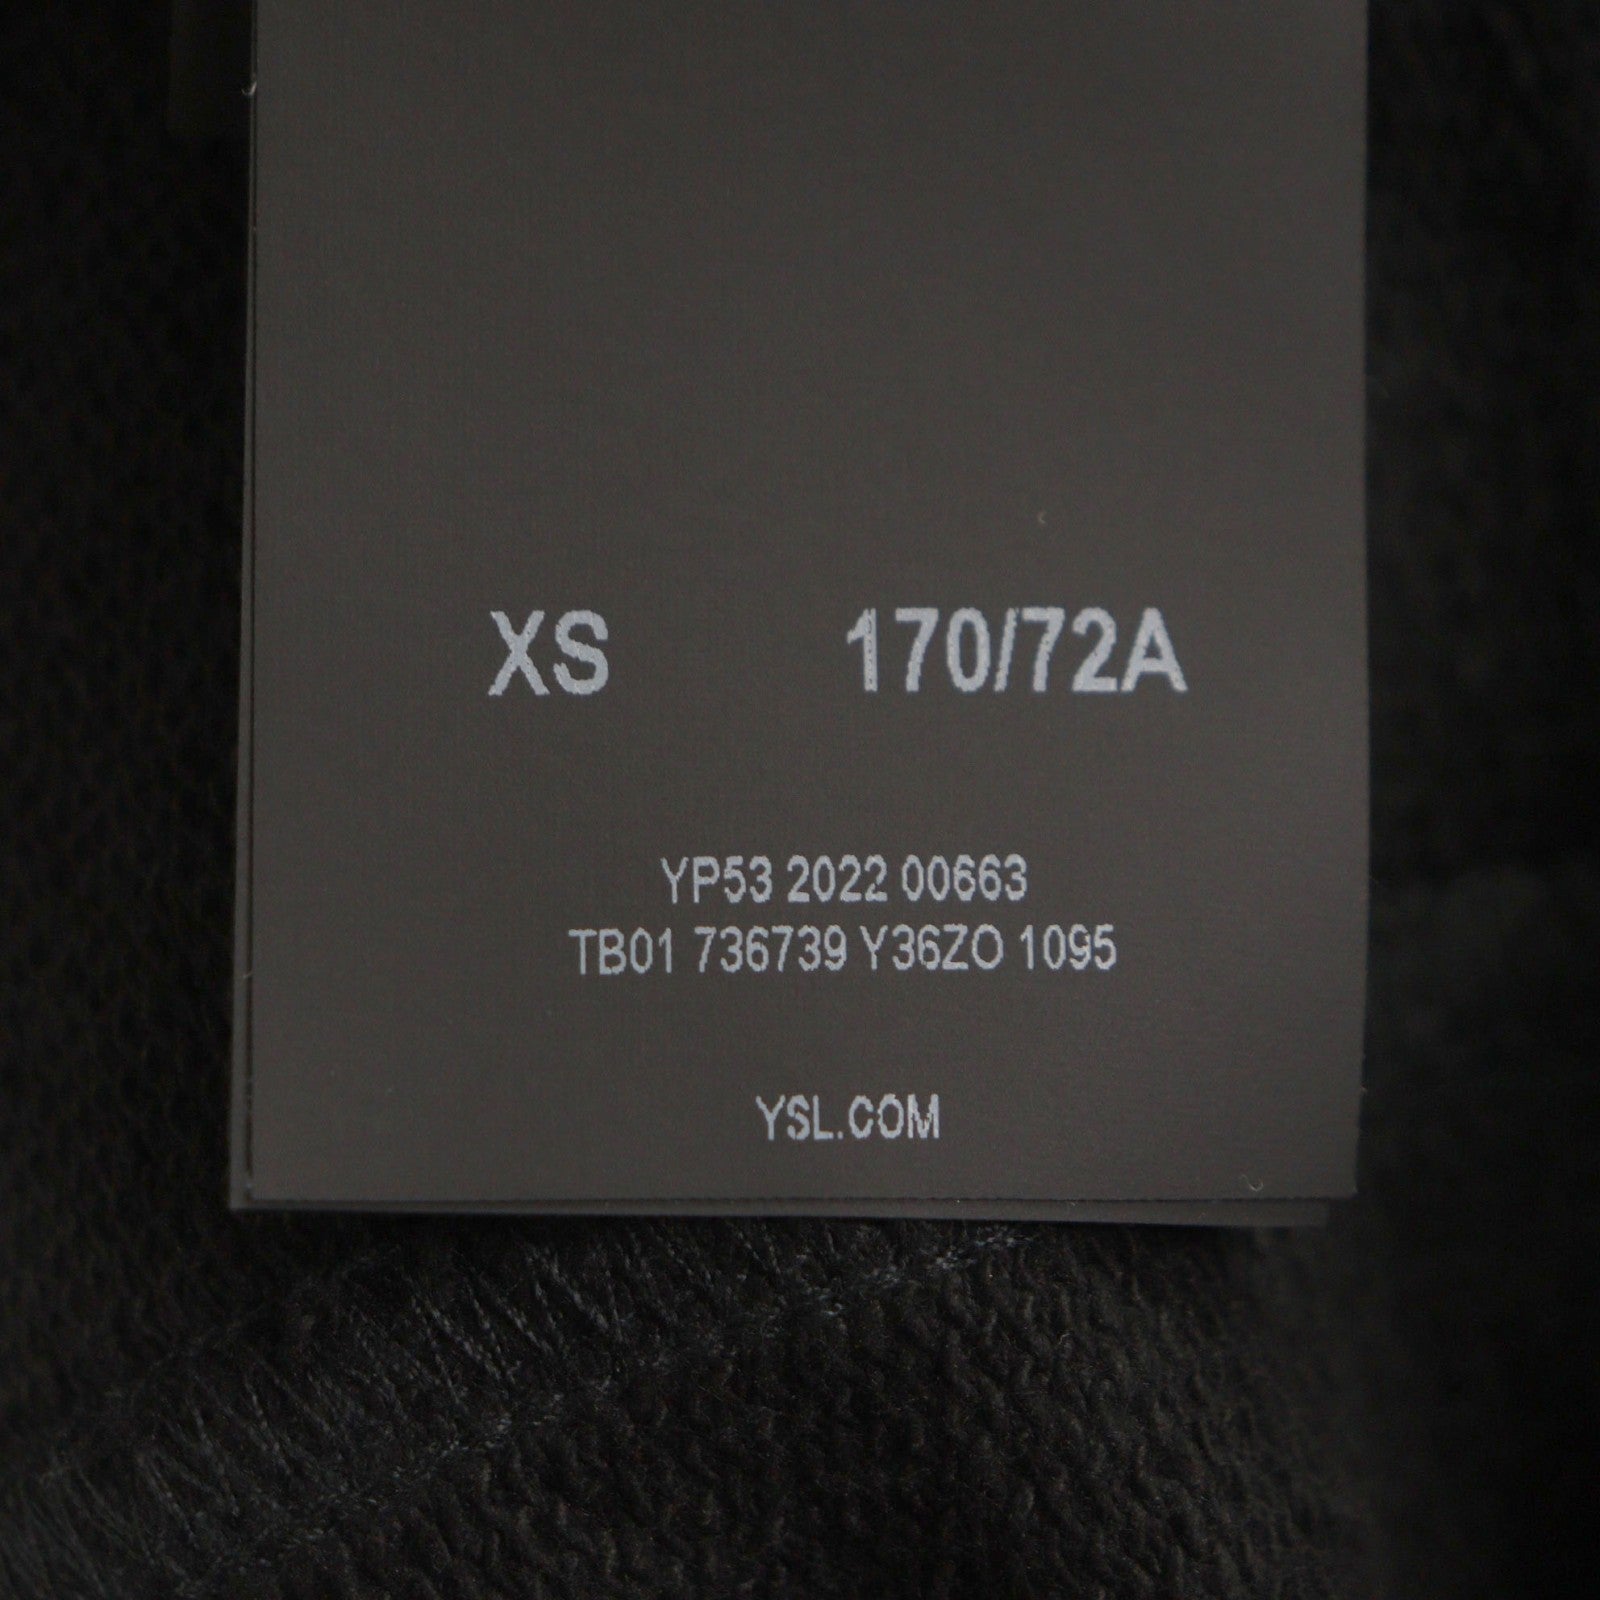 XS 170/72A
YP53 2022 00663
TB01 736739 Y36ZO 1095
YSL.COM